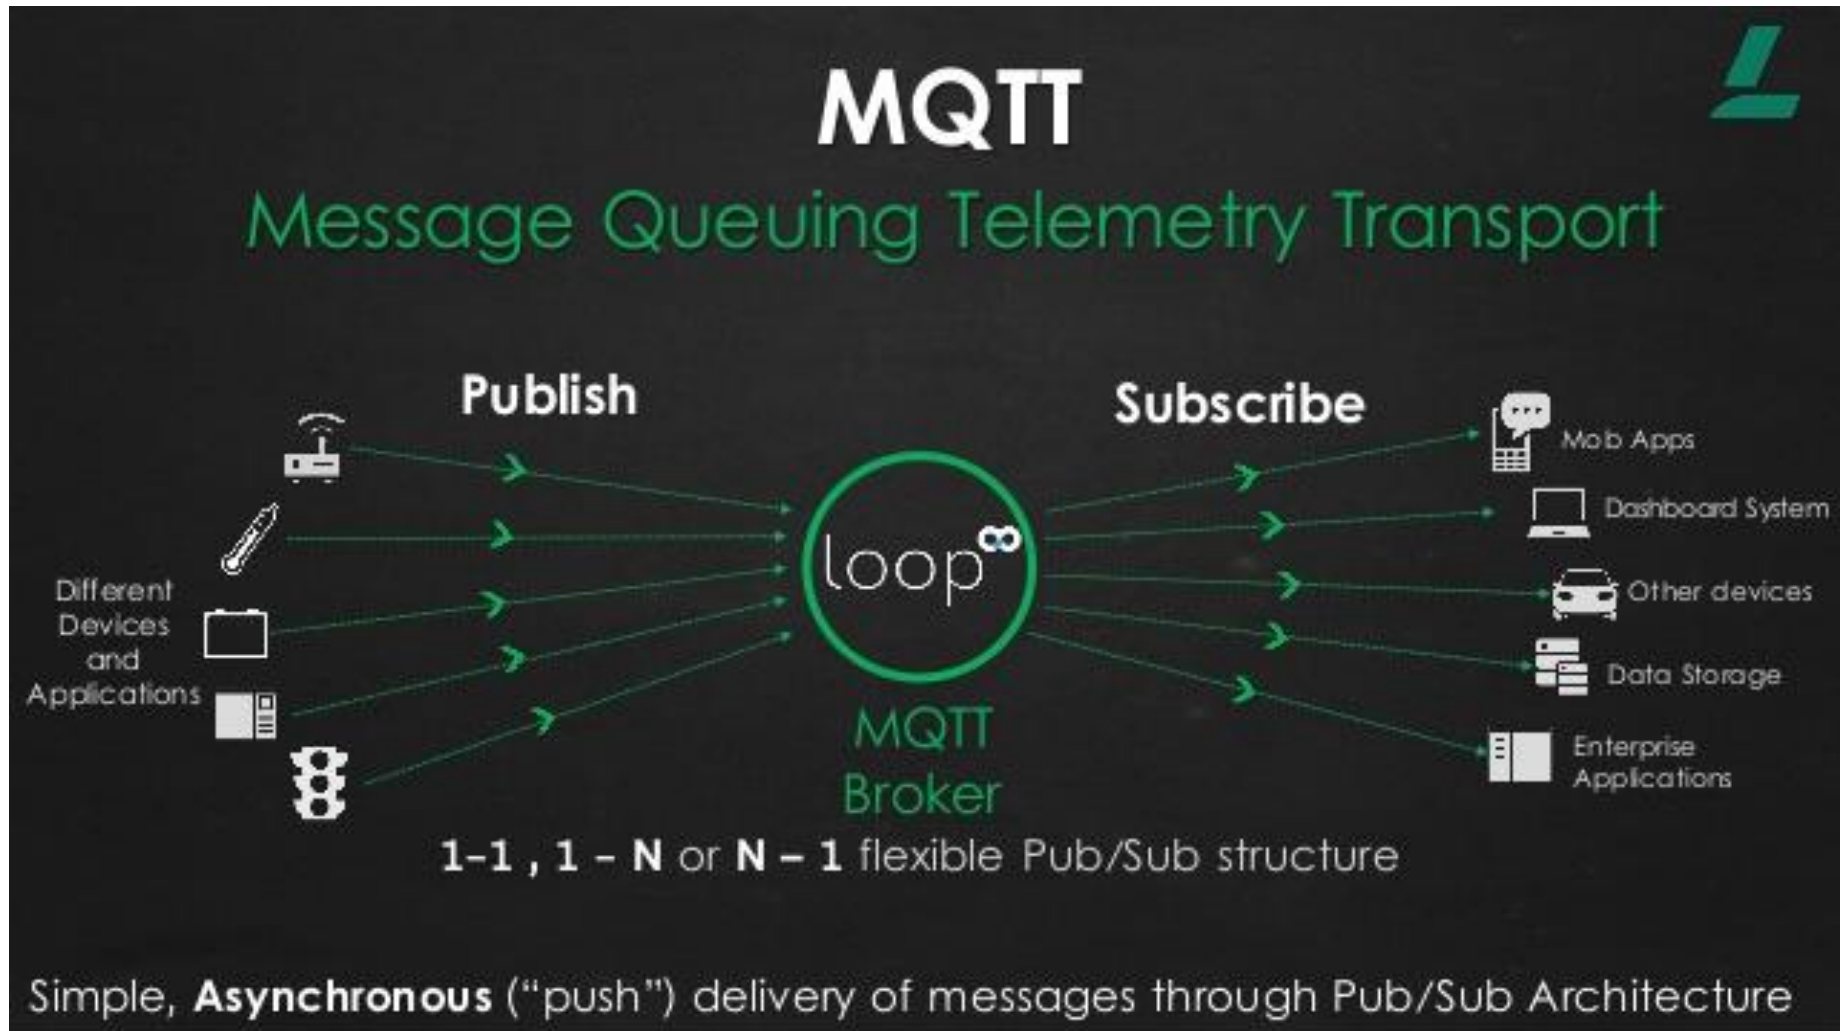 MQTT
Message Queuing Telemetry Transport
Publish
Subscribe
Different
Devices
and
Applications
loop
MQTT
Broker
Mob Apps
Dashboard System
Other devices
Data Storage
Enterprise
Applications
1-1 , 1 - N or N – 1 flexible Pub/Sub structure
Simple, Asynchronous (“push”) delivery of messages through Pub/Sub Architecture